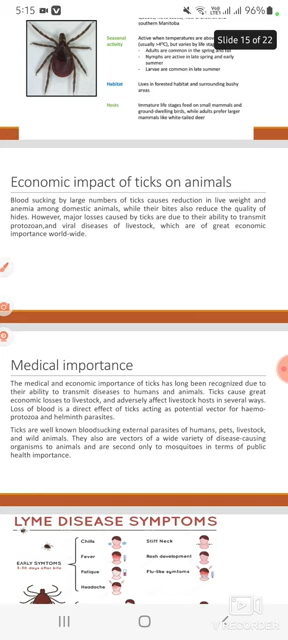 5:15
96%
southern Manitoba
Slide 15 of 22
Seasonal activity
Active when temperatures are abov
(usually >4°C), but varies by life stag
- Adults are common in the spring and fall
- Nymphs are active in late spring and early summer
- Larvae are common in late summer
Habitat
Lives in forested habitat and surrounding bushy areas
Hosts
Immature life stages feed on small mammals and ground-dwelling birds, while adults prefer larger mammals like white-tailed deer
Economic impact of ticks on animals
Blood sucking by large numbers of ticks causes reduction in live weight and
anemia among domestic animals, while their bites also reduce the quality of
hides. However, major losses caused by ticks are due to their ability to transmit
protozoan,and viral diseases of livestock, which are of great economic
importance world-wide.
Medical importance
The medical and economic importance of ticks has long been recognized due to
their ability to transmit diseases to humans and animals. Ticks cause great
economic losses to livestock, and adversely affect livestock hosts in several ways.
Loss of blood is a direct effect of ticks acting as potential vector for haemo-
protozoa and helminth parasites.
Ticks are well known bloodsucking external parasites of humans, pets, livestock,
and wild animals. They also are vectors of a wide variety of disease-causing
organisms to animals and are second only to mosquitoes in terms of public
health importance.
LYME DISEASE SYMPTOMS
EARLY SYMTOMS
3-30 days after bite
Chills
Fever
Fatigue
Headache
Stiff Neck
Rash development
Flu-like symtoms